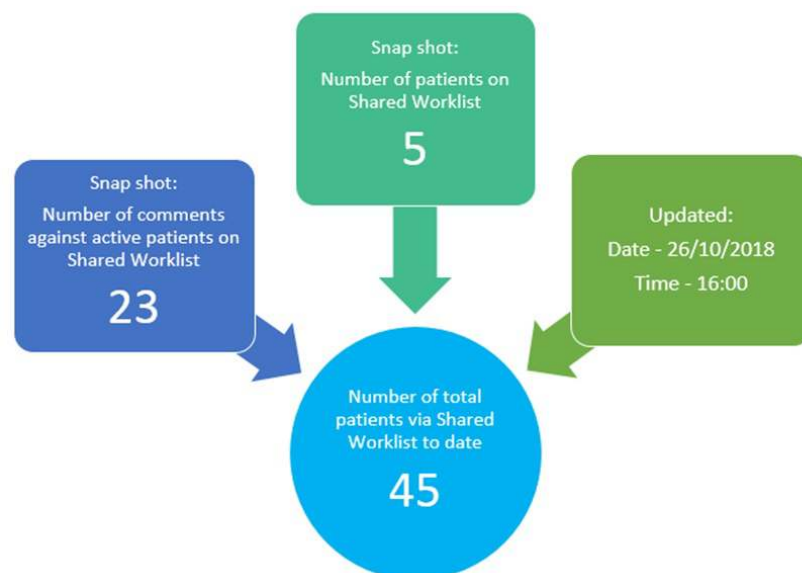 Snap shot:
Number of patients on
Shared Worklist
5
Snap shot:
Number of comments
against active patients on
Shared Worklist
23
Updated:
Date - 26/10/2018
Time - 16:00
Number of total
patients via Shared
Worklist to date
45